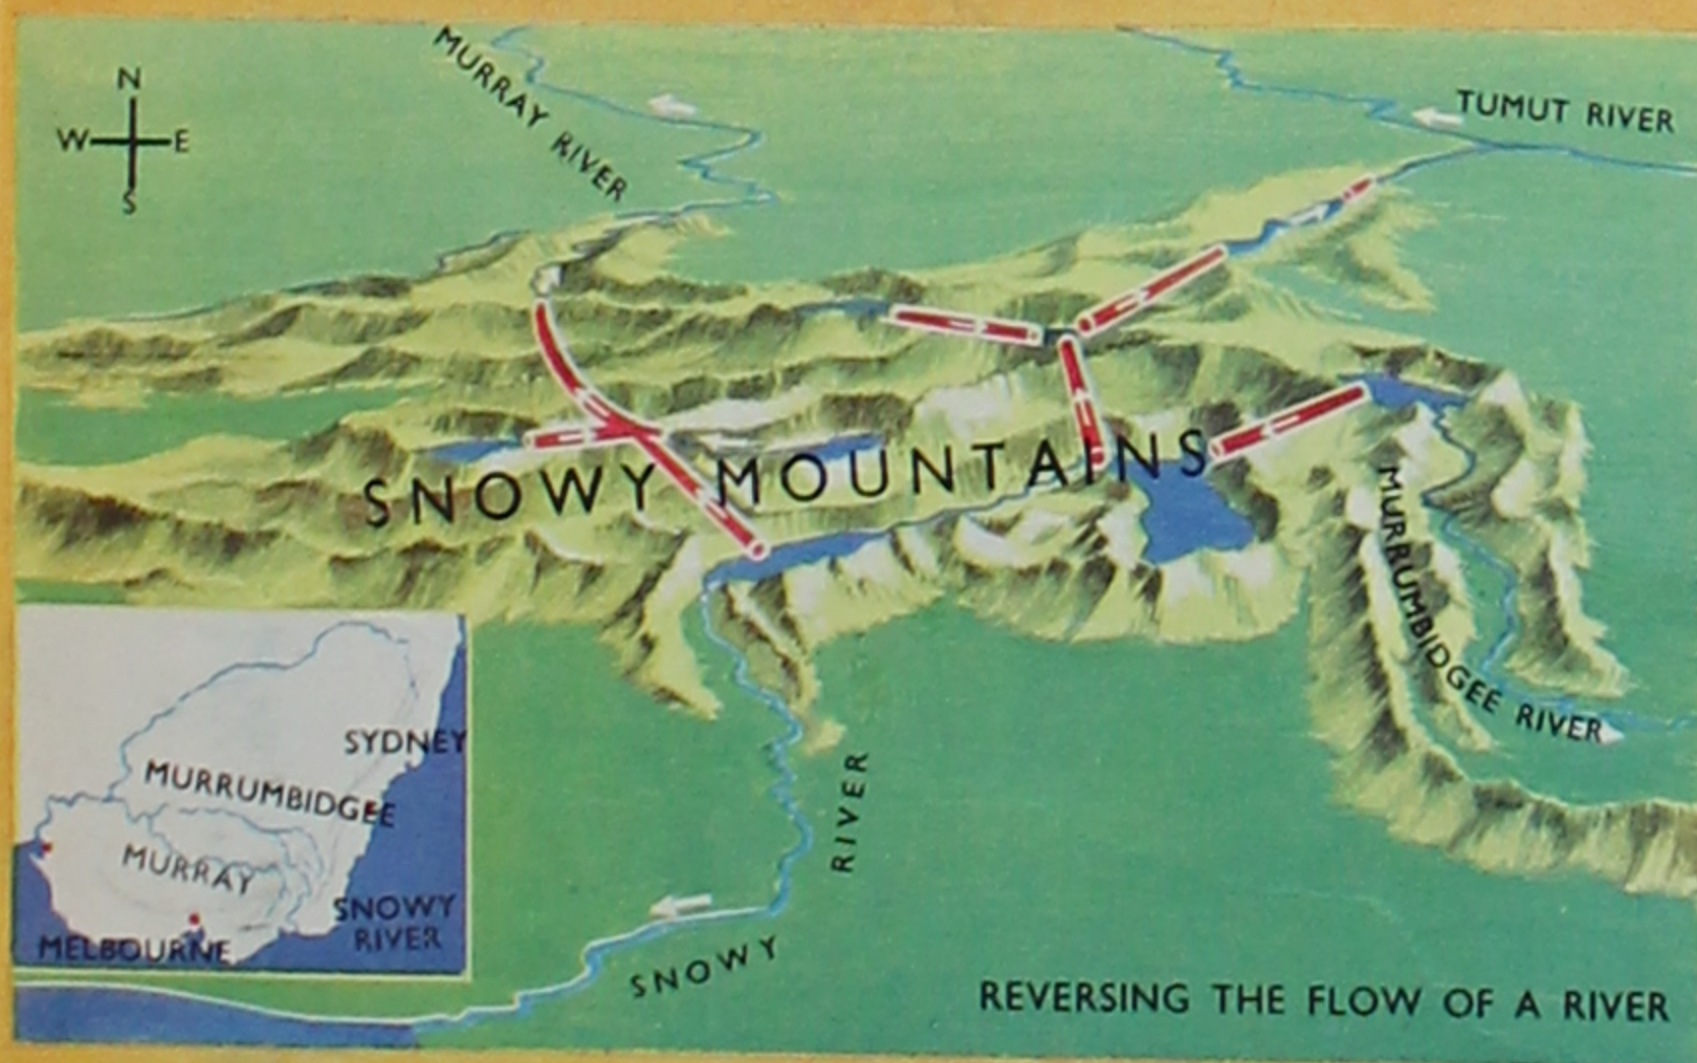 MURRAY RIVER
TUMUT RIVER
N
W E
S
SNOWY MOUNTAINS
MURRUMBIDGEE RIVER
SYDNEY
MURRUMBIDGEE
MURRAY
SNOWY
RIVER
MELBOURNE
SNOWY RIVER
REVERSING THE FLOW OF A RIVER